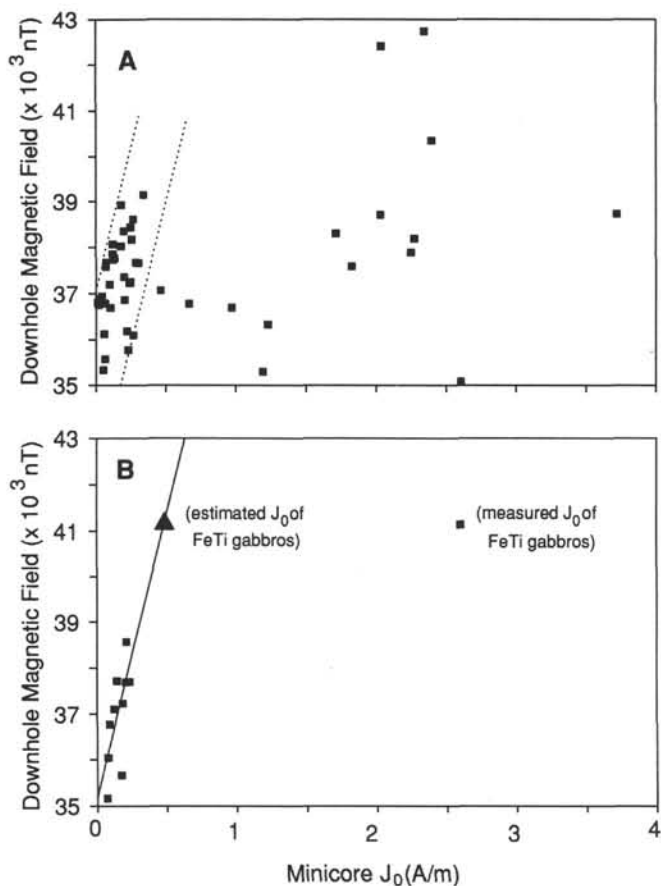 43
A
41
39
37
35
Downhole Magnetic Field (x 10³ nT)
43
B
41
39
37
35
Downhole Magnetic Field (x 10³ nT)
(estimated J₀ of
FeTi gabbros)
(measured J₀ of
FeTi gabbros)
0 1 2 3 4
Minicore J₀(A/m)